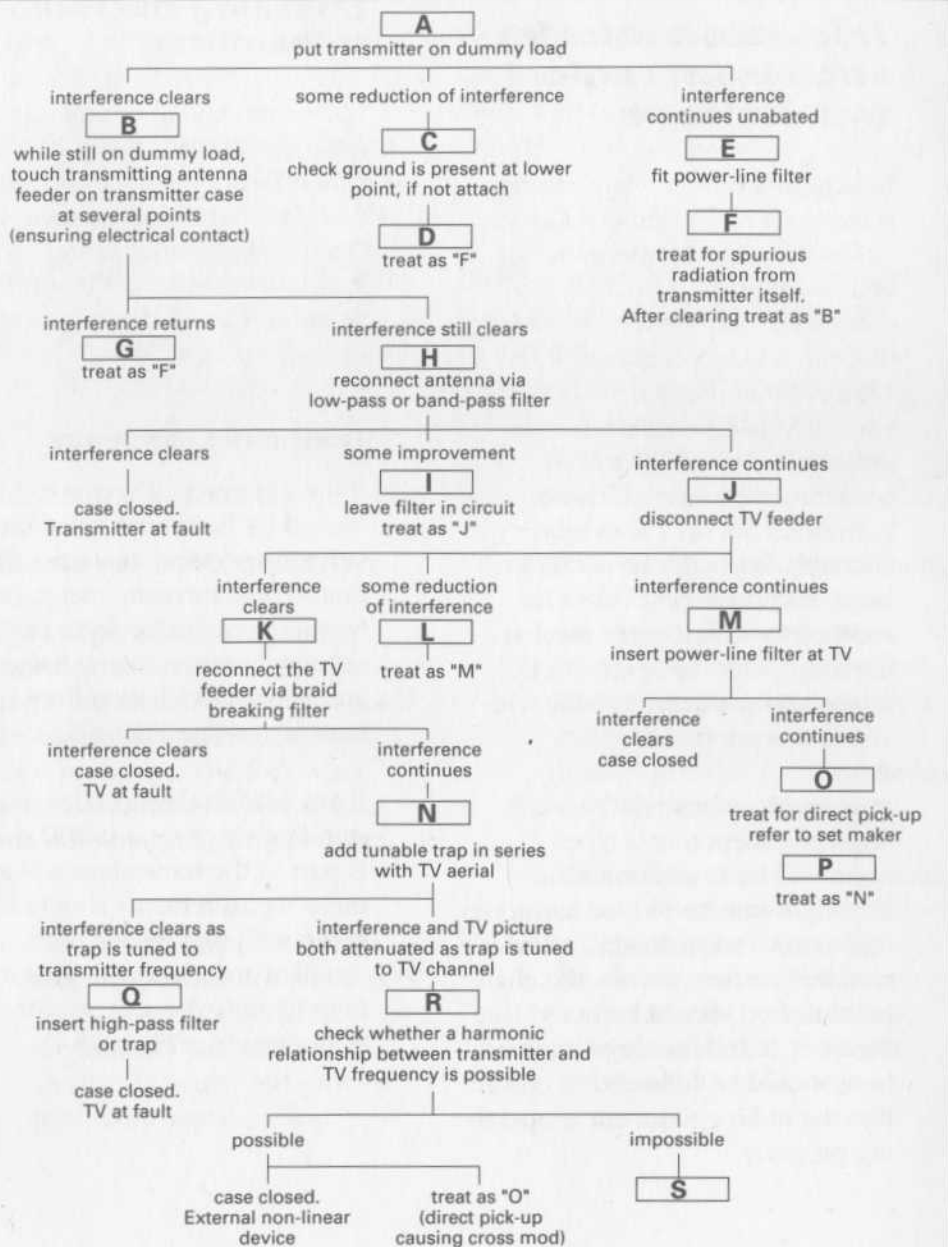 A
put transmitter on dummy load
interference clears
B
while still on dummy load,
touch transmitting antenna
feeder on transmitter case
at several points
(ensuring electrical contact)
some reduction of interference
C
check ground is present at lower
point, if not attach
D
treat as "F"
interference
continues unabated
E
fit power-line filter
F
treat for spurious
radiation from
transmitter itself.
After clearing treat as "B"
interference returns
G
treat as "F"
interference still clears
H
reconnect antenna via
low-pass or band-pass filter
interference clears
case closed.
Transmitter at fault
some improvement
I
leave filter in circuit
treat as "J"
interference continues
J
disconnect TV feeder
interference
clears
K
reconnect the TV
feeder via braid
breaking filter
some reduction
of interference
L
treat as "M"
interference continues
M
insert power-line filter at TV
interference
clears
case closed
interference
continues
O
treat for direct pick-up
refer to set maker
P
treat as "N"
interference clears
case closed.
TV at fault
interference
continues
N
add tunable trap in series
with TV aerial
interference clears as
trap is tuned to
transmitter frequency
Q
insert high-pass filter
or trap
case closed.
TV at fault
interference and TV picture
both attenuated as trap is tuned
to TV channel
R
check whether a harmonic
relationship between transmitter and
TV frequency is possible
possible
case closed.
External non-linear
device
treat as "O"
(direct pick-up
causing cross mod)
impossible
S